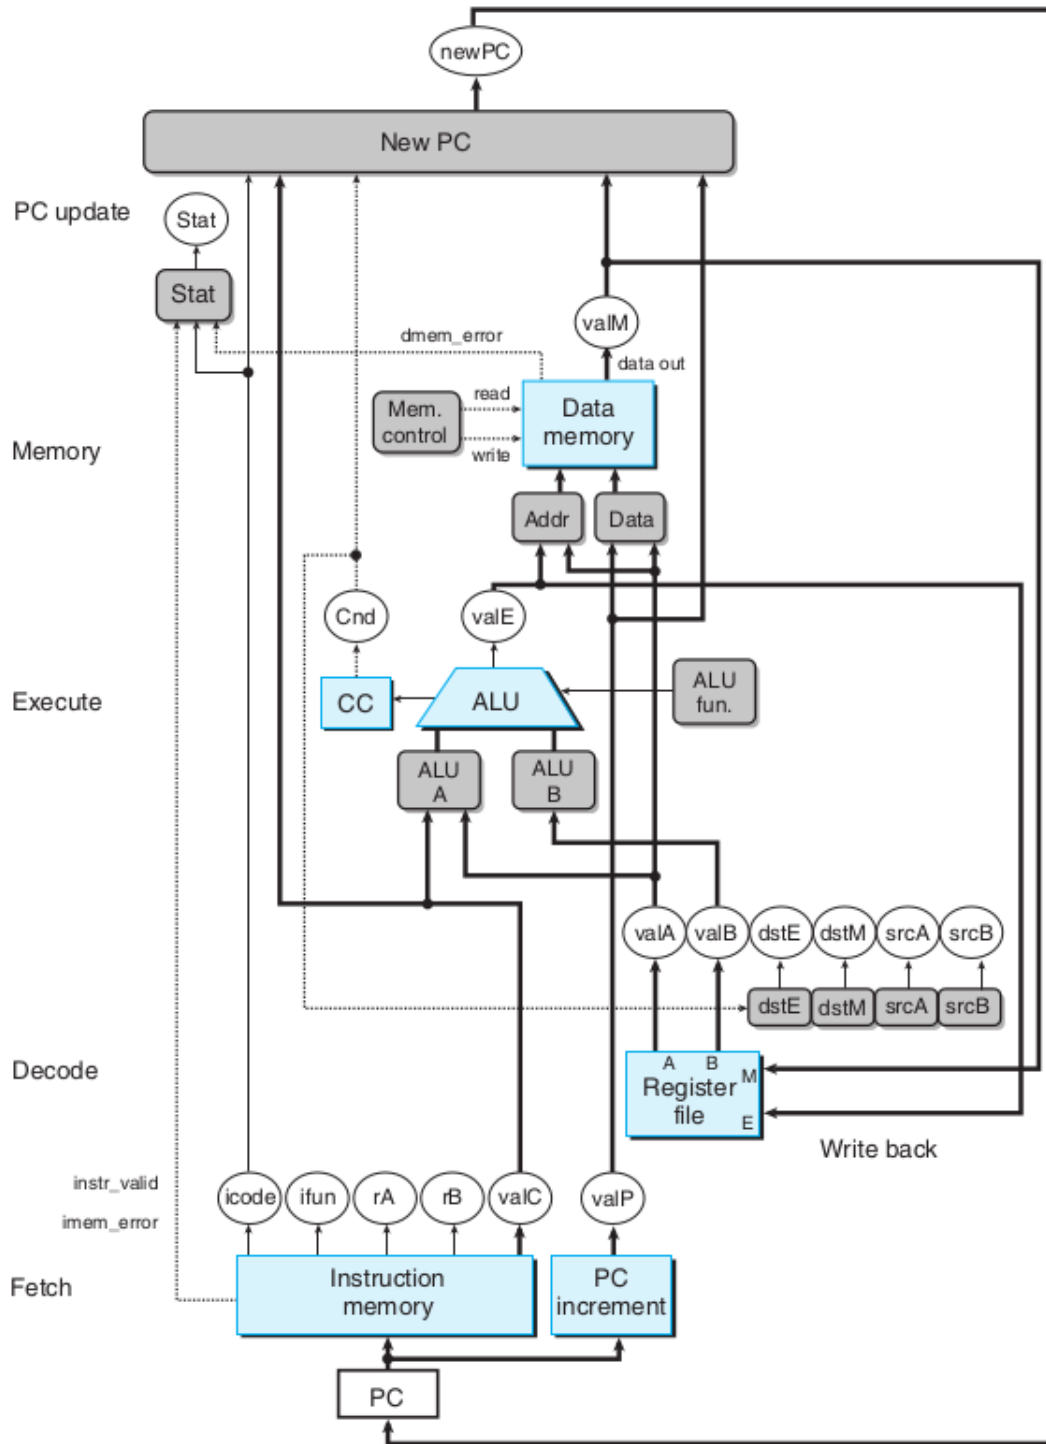 newPC
New PC
PC update
Stat
Stat
valM
dmem_error
data out
read
Mem.
control
Data
memory
Memory
write
Addr
Data
Cnd
valE
Execute
CC
ALU
ALU
fun.
ALU
A
ALU
B
valA
valB
dstE
dstM
srcA
srcB
dstE
dstM
srcA
srcB
Decode
A
B
M
Register
file
E
Write back
instr_valid
icode
ifun
rA
rB
valC
valP
imem_error
Fetch
Instruction
memory
PC
increment
PC